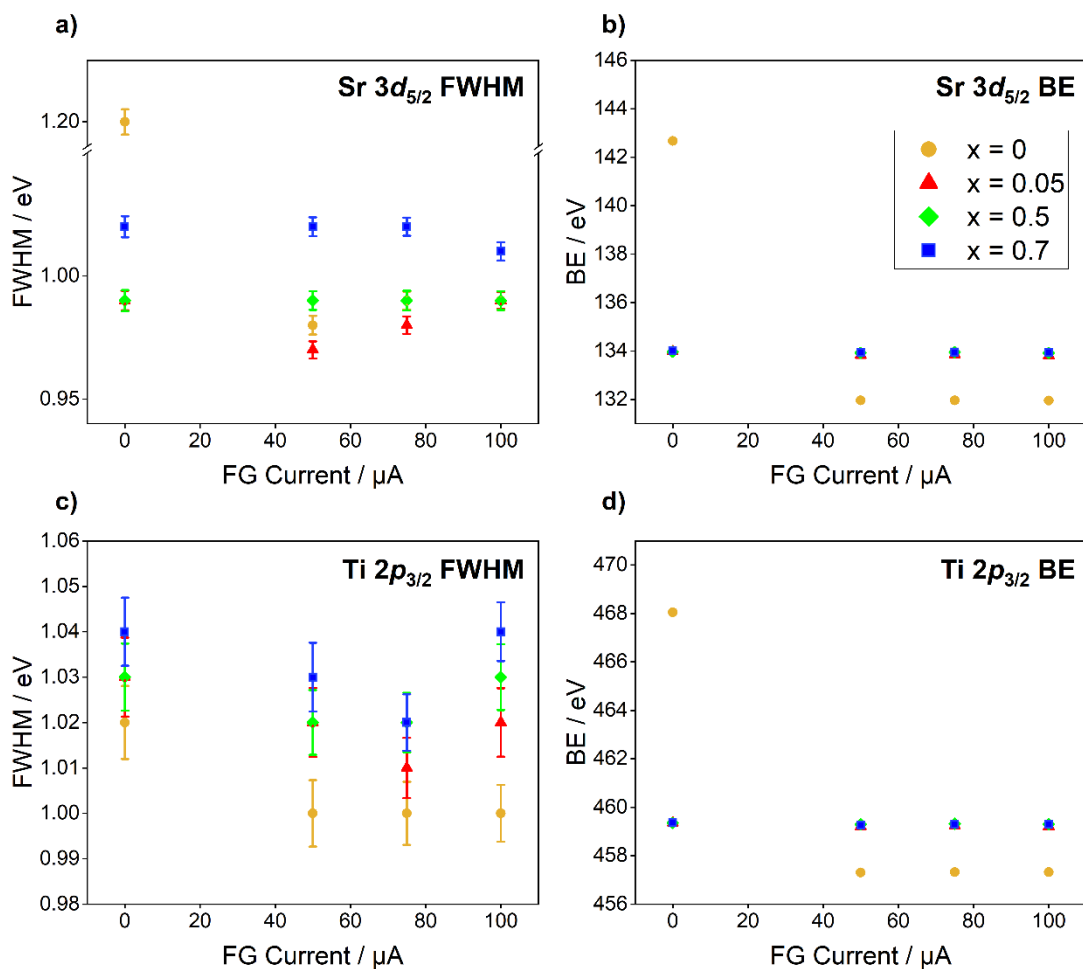 a)
Sr 3d5/2 FWHM
1.20
1.00
0.95
FWHM / eV
0 20 40 60 80 100
FG Current / µA
b)
Sr 3d5/2 BE
146
144
142
140
138
136
134
132
BE / eV
x = 0
x = 0.05
x = 0.5
x = 0.7
0 20 40 60 80 100
FG Current / µA
c)
Ti 2p3/2 FWHM
1.06
1.05
1.04
1.03
1.02
1.01
1.00
0.99
0.98
FWHM / eV
0 20 40 60 80 100
FG Current / µA
d)
Ti 2p3/2 BE
470
468
466
464
462
460
458
456
BE / eV
0 20 40 60 80 100
FG Current / µA